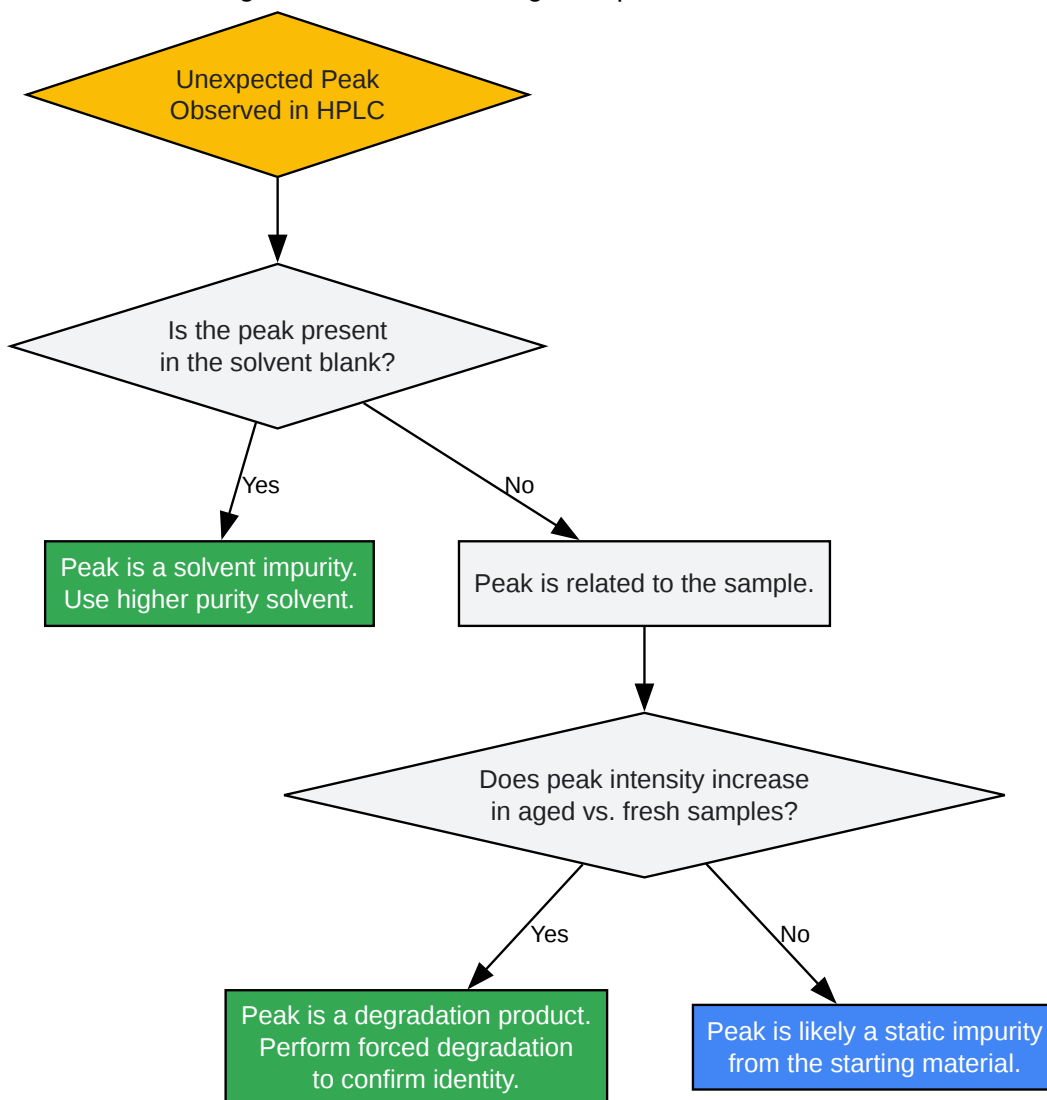 Unexpected Peak
Observed in HPLC
Is the peak present
in the solvent blank?
Yes
No
Peak is a solvent impurity.
Use higher purity solvent.
Peak is related to the sample.
Does peak intensity increase
in aged vs. fresh samples?
Yes
No
Peak is a degradation product.
Perform forced degradation
to confirm identity.
Peak is likely a static impurity
from the starting material.